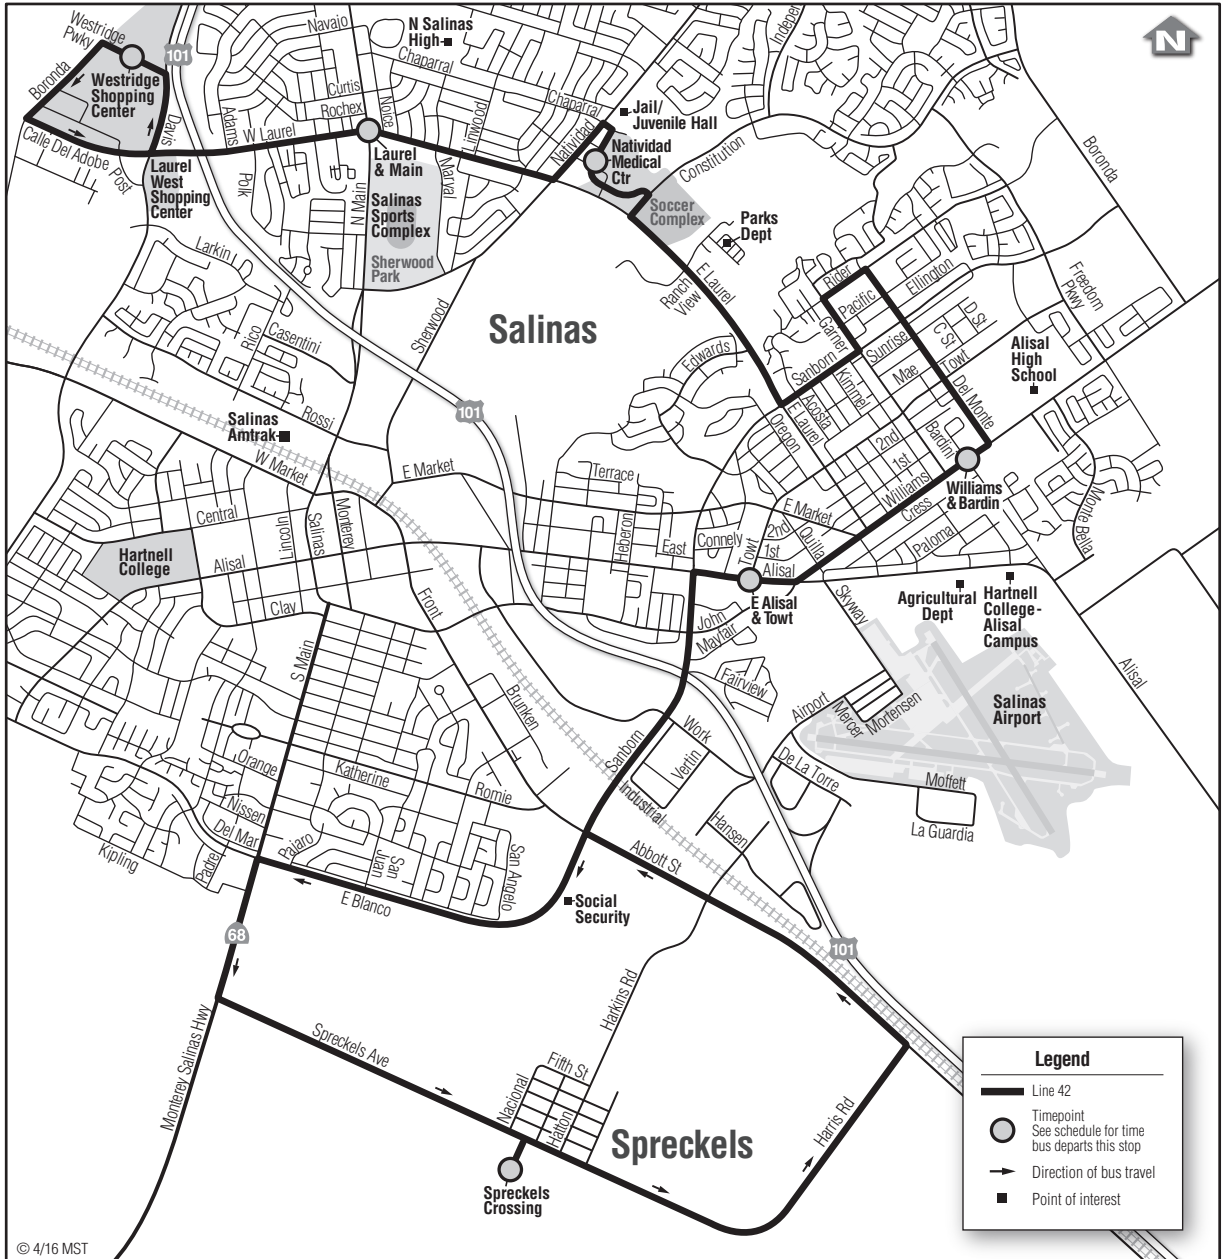 Westridge
Pwky
101
Navajo
N Salinas
High
Chaparral
Independ
N
Boronda
Westridge
Shopping
Center
Curtis
Rochex
Noice
Linwood
Chaparral
Jail/
Juvenile Hall
Natividad
Natividad
Medical
Ctr
Constitution
Boronda
Adams
W Laurel
Davis
Calle Del Adobe
Post
Laurel
West
Shopping
Center
Polk
Laurel
& Main
N Main
Marval
Salinas
Sports
Complex
Sherwood
Park
Soccer
Complex
Parks
Dept
Larkin
Ranch
View
E Laurel
Rider
Pacific
Ellington
Freedom
Pkwy
Sherwood
Salinas
Rico
Casentini
Garner
Sunrise
C St
D St
Edwards
Sanborn
Kimmel
Mae
Towt
Alisal
High
School
Salinas
Amtrak
Rossi
101
Acosta
E Laurel
Oregon
Del Monte
Bardin
W Market
E Market
Terrace
2nd
1st
Williams
Cress
Williams
& Bardin
Monte Bella
Central
Lincoln
Salinas
Monterey
E Market
Heberon
East
Connely
Towt
2nd
1st
Quilla
Paloma
Hartnell
College
Alisal
Alisal
Clay
Front
E Alisal
& Towt
Skyway
Agricultural
Dept
Hartnell
College-
Alisal
Campus
John
Mayfair
S Main
Fairview
Alisal
Airport
Mercer
Mortensen
Salinas
Airport
Brunken
Sanborn
Work
Vertin
De La Torre
Orange
Katherine
Romie
Moffett
La Guardia
Industrial
Hansen
Nissen
Del Mar
Kipling
Padre
Pajaro
San
Juan
San Angelo
Abbott St
E Blanco
Social
Security
68
101
Harkins Rd
Monterey Salinas Hwy
Spreckels Ave
Fifth St
Nacional
Hatton
Spreckels
Harris Rd
Spreckels
Crossing
Legend
Line 42
Timepoint
See schedule for time
bus departs this stop
Direction of bus travel
Point of interest
© 4/16 MST